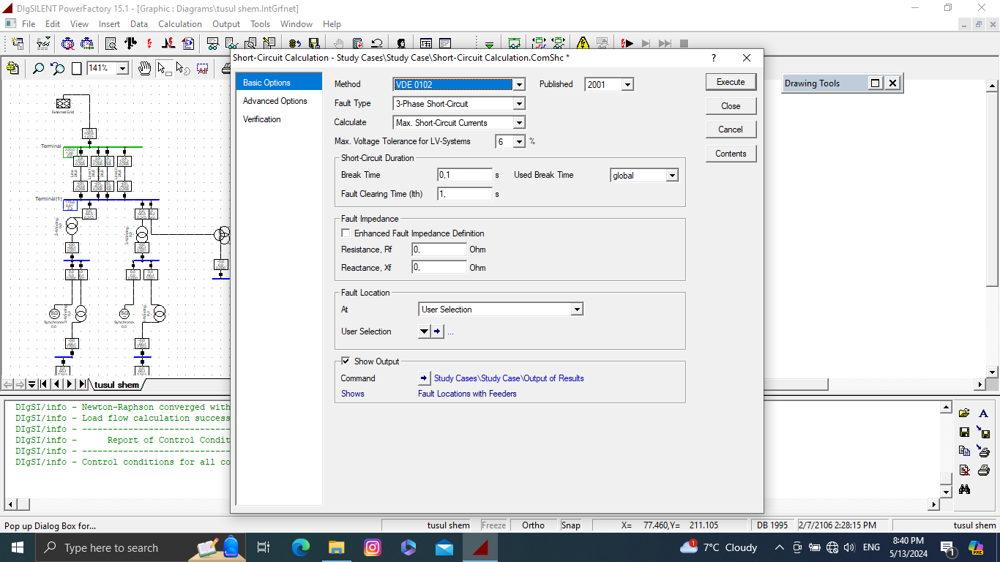 DIgSILENT PowerFactory 15.1 - [Graphic : Diagrams\tusul shem.IntGrfnet]
File Edit View Insert Data Calculation Output Tools Window Help
141%
Short-Circuit Calculation - Study Cases\Study Case\Short-Circuit Calculation.ComShc *
?
Basic Options
Advanced Options
Verification
Method VDE 0102 Published 2001
Fault Type 3-Phase Short-Circuit
Calculate Max. Short-Circuit Currents
Max. Voltage Tolerance for LV-Systems 6 %
Short-Circuit Duration
Break Time 0,1 s Used Break Time global
Fault Clearing Time (Ith) 1, s
Fault Impedance
Enhanced Fault Impedance Definition
Resistance, Rf 0, Ohm
Reactance, Xf 0, Ohm
Fault Location
At User Selection
User Selection ...
Show Output
Command Study Cases\Study Case\Output of Results
Shows Fault Locations with Feeders
Execute
Close
Cancel
Contents
Drawing Tools
External Grid
Terminal
Terminal(1)
tusul shem
DIgSI/info - Newton-Raphson converged with
DIgSI/info - Load flow calculation success
DIgSI/info - -----------------------------
DIgSI/info - Report of Control Condit
DIgSI/info - -----------------------------
DIgSI/info - Control conditions for all co
Pop up Dialog Box for... tusul shem Freeze Ortho Snap X= 77.460,Y= 211.105 DB 1995 2/7/2106 2:28:15 PM tusul shem
Type here to search
1
7°C Cloudy
ENG
8:40 PM
5/13/2024
1
PRE